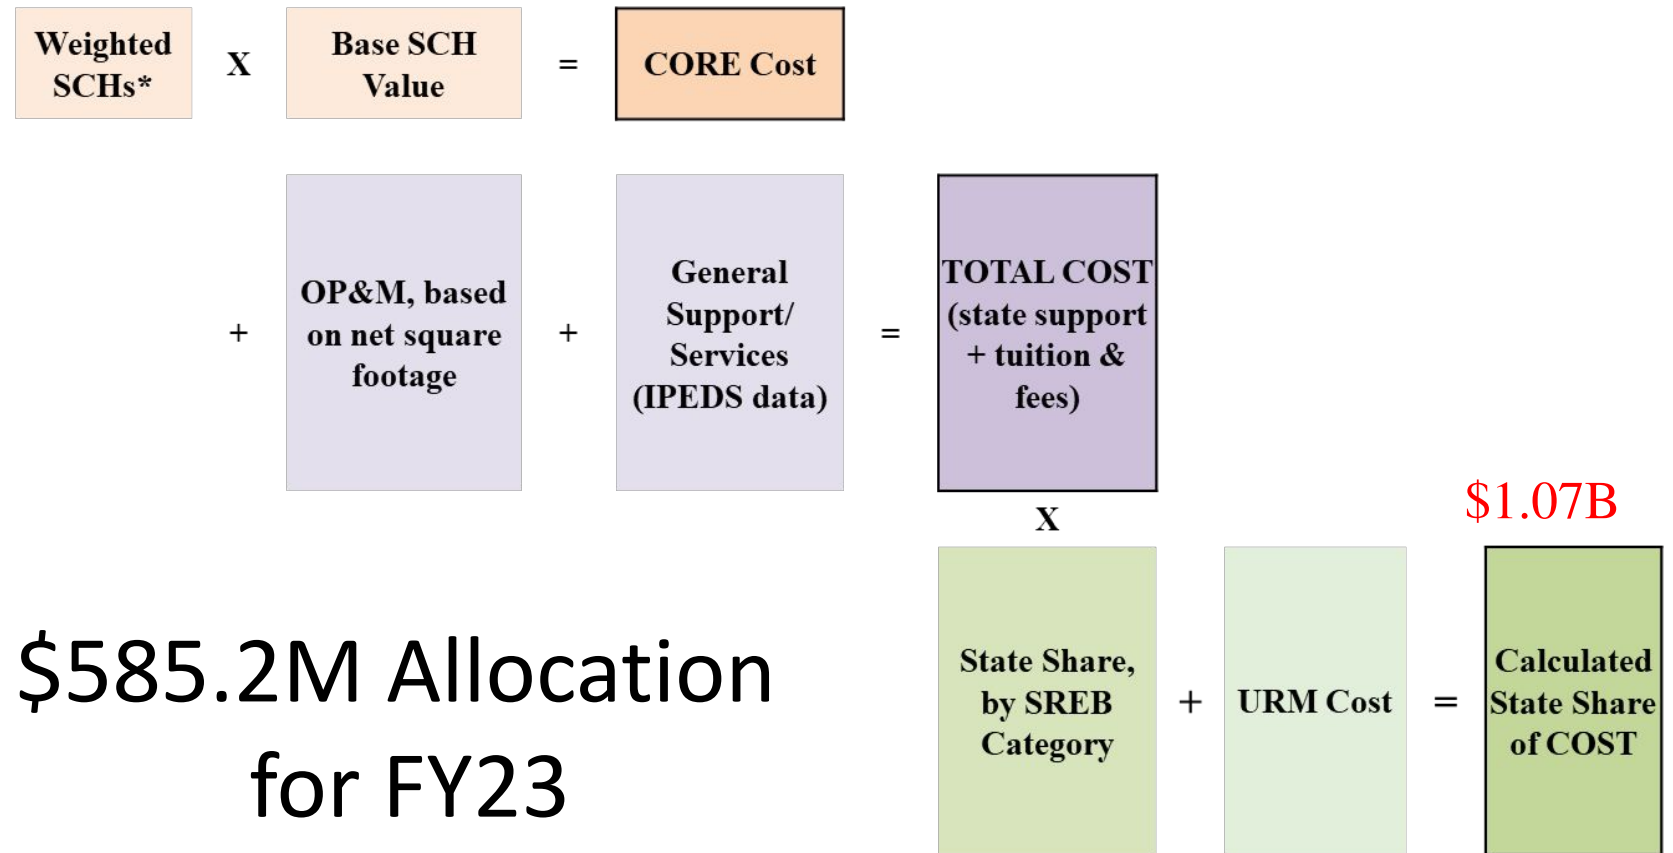 Weighted
SCHs*
X
Base SCH
Value
=
CORE Cost
+
OP&M, based
on net square
footage
+
General
Support/
Services
(IPEDS data)
=
TOTAL COST
(state support
+ tuition &
fees)
X
$1.07B
State Share,
by SREB
Category
+
URM Cost
=
Calculated
State Share
of COST
$585.2M Allocation
for FY23